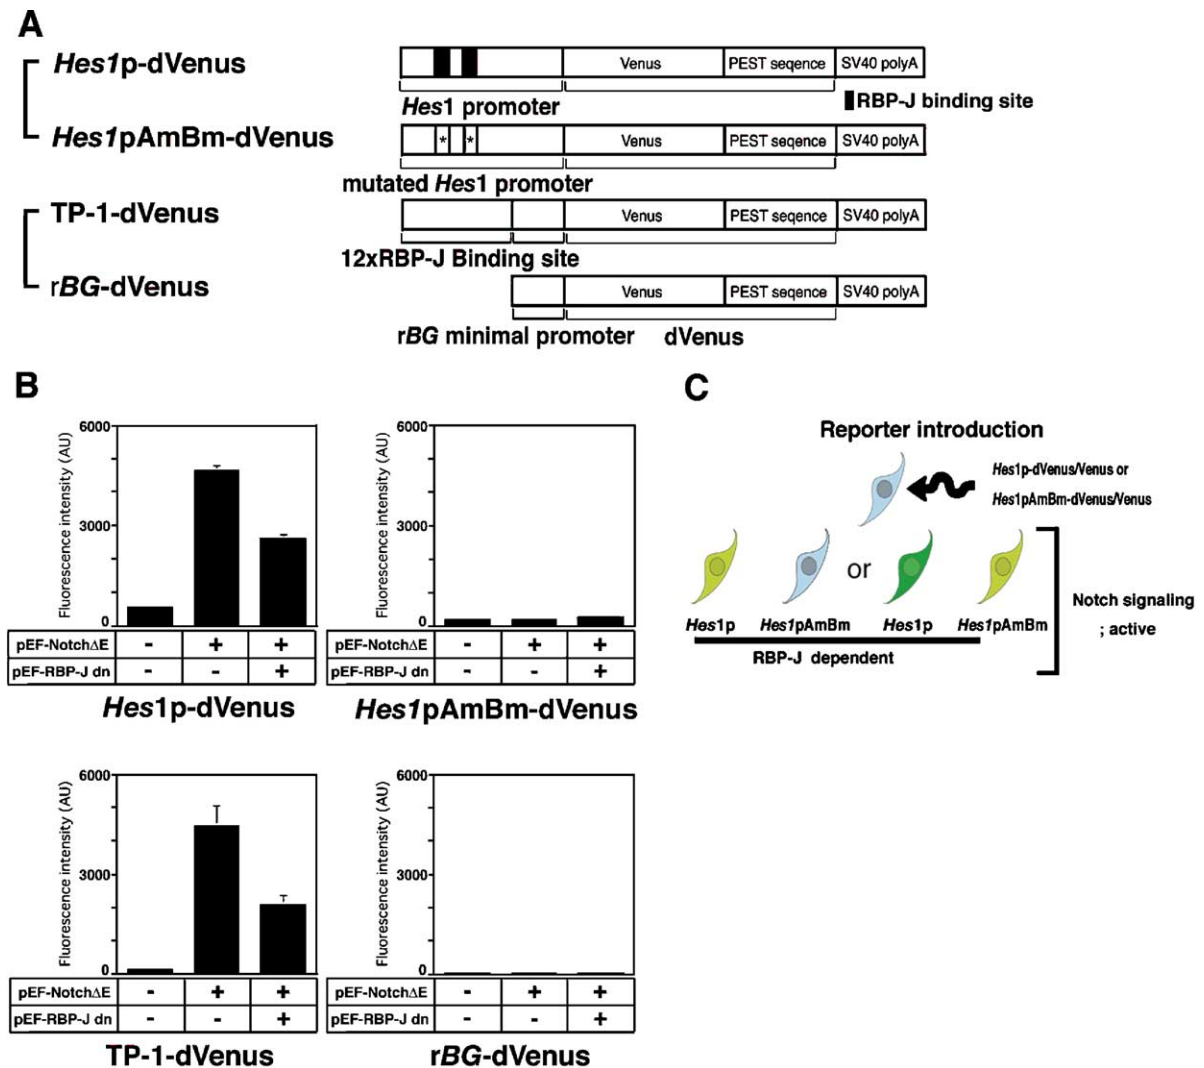 A
Hes1p-dVenus
Venus PEST seqence SV40 polyA
Hes1 promoter
RBP-J binding site
Hes1pAmBm-dVenus
* * Venus PEST seqence SV40 polyA
mutated Hes1 promoter
TP-1-dVenus
Venus PEST seqence SV40 polyA
12xRBP-J Binding site
rBG-dVenus
Venus PEST seqence SV40 polyA
rBG minimal promoter dVenus
B
Fluorescence intensity (AU)
6000
3000
0
pEF-NotchΔE - + +
pEF-RBP-J dn - - +
Hes1p-dVenus
Fluorescence intensity (AU)
6000
3000
0
pEF-NotchΔE - + +
pEF-RBP-J dn - - +
Hes1pAmBm-dVenus
Fluorescence intensity (AU)
6000
3000
0
pEF-NotchΔE - + +
pEF-RBP-J dn - - +
TP-1-dVenus
Fluorescence intensity (AU)
6000
3000
0
pEF-NotchΔE - + +
pEF-RBP-J dn - - +
rBG-dVenus
C
Reporter introduction
Hes1p-dVenus/Venus or
Hes1pAmBm-dVenus/Venus
or
Hes1p Hes1pAmBm Hes1p Hes1pAmBm
RBP-J dependent
Notch signaling
; active